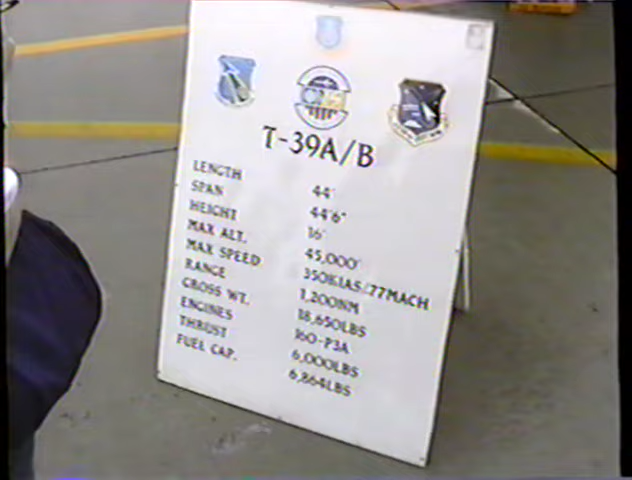 T-39A/B
LENGTH 44'
SPAN 44'6"
HEIGHT 16'
MAX ALT. 45,000'
MAX SPEED 350KIAS/.77MACH
RANGE 1,200NM
GROSS WT. 18,650LBS
ENGINES J60-P3A
THRUST 6,000LBS
FUEL CAP. 6,864LBS